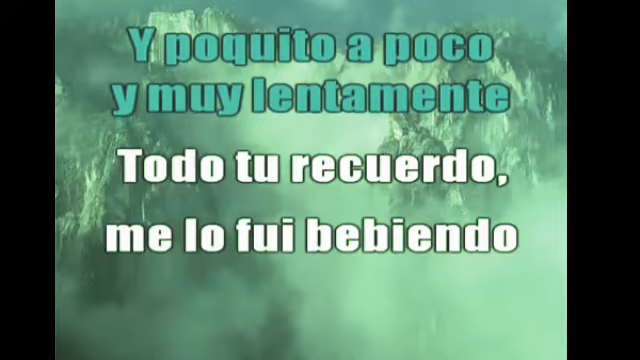 Y poquito a poco
y muy lentamente
Todo tu recuerdo,
me lo fui bebiendo